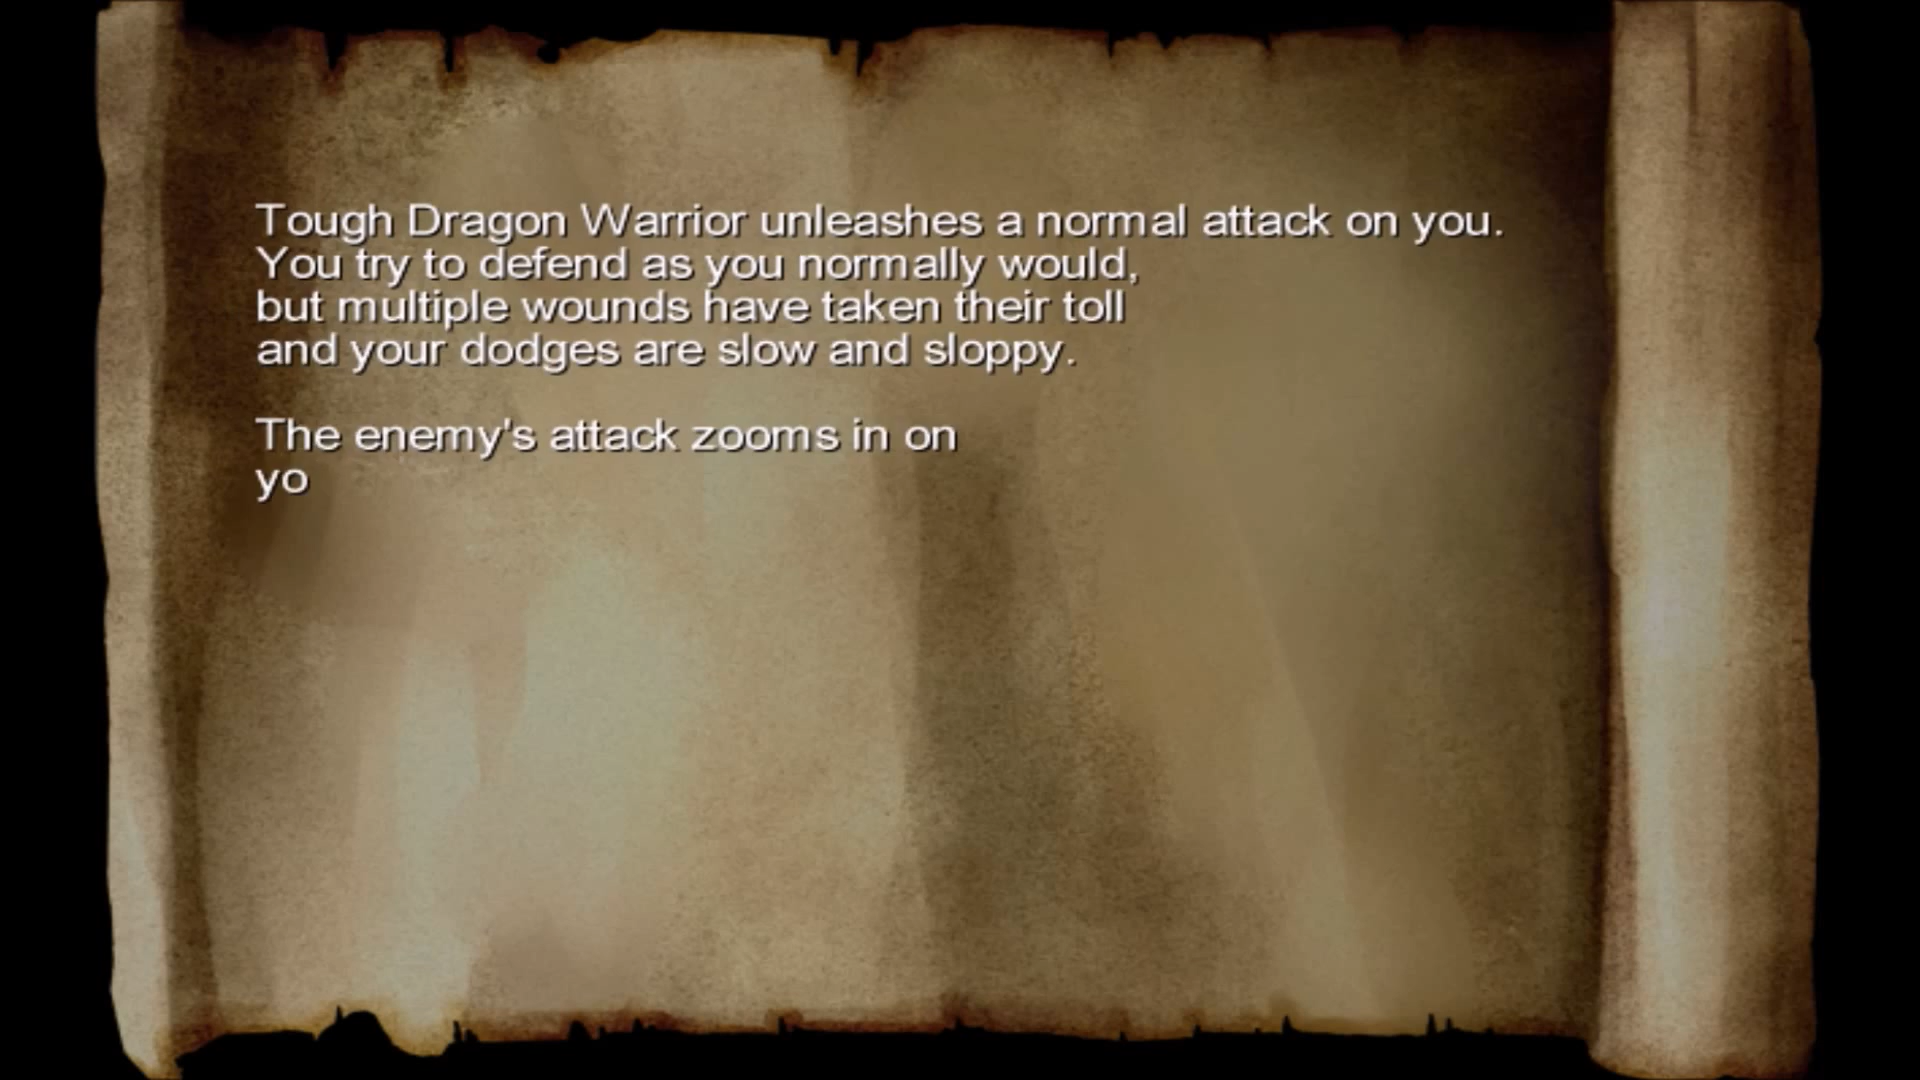 Tough Dragon Warrior unleashes a normal attack on you.
You try to defend as you normally would,
but multiple wounds have taken their toll
and your dodges are slow and sloppy.
The enemy's attack zooms in on
yo